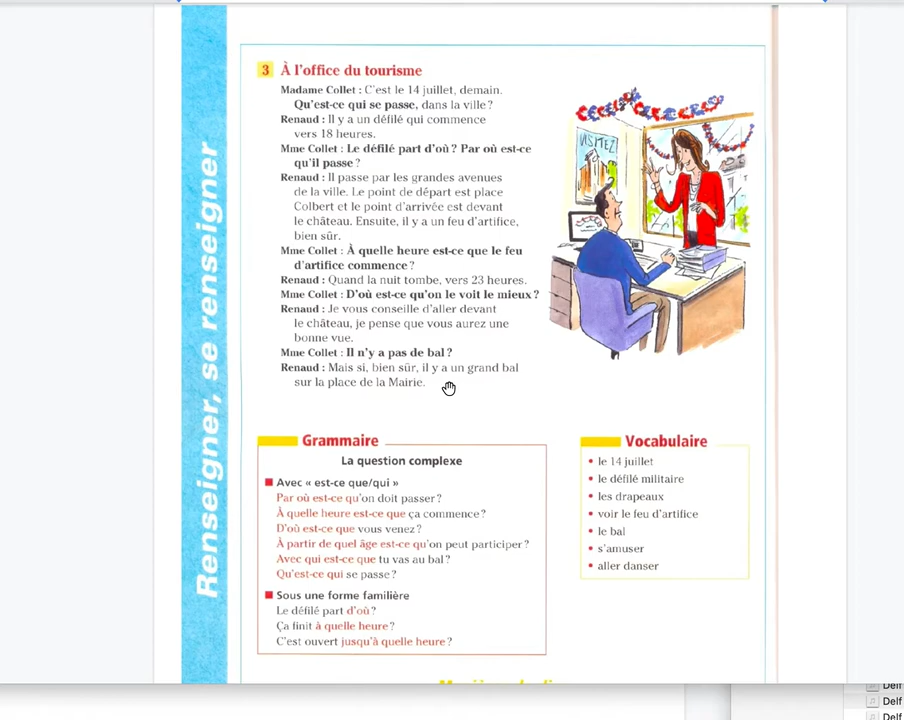 Renseigner, se renseigner
3 À l'office du tourisme
Madame Collet : C'est le 14 juillet, demain.
Qu'est-ce qui se passe, dans la ville ?
Renaud : Il y a un défilé qui commence
vers 18 heures.
Mme Collet : Le défilé part d'où ? Par où est-ce
qu'il passe ?
Renaud : Il passe par les grandes avenues
de la ville. Le point de départ est place
Colbert et le point d'arrivée est devant
le château. Ensuite, il y a un feu d'artifice,
bien sûr.
Mme Collet : À quelle heure est-ce que le feu
d'artifice commence ?
Renaud : Quand la nuit tombe, vers 23 heures.
Mme Collet : D'où est-ce qu'on le voit le mieux ?
Renaud : Je vous conseille d'aller devant
le château, je pense que vous aurez une
bonne vue.
Mme Collet : Il n'y a pas de bal ?
Renaud : Mais si, bien sûr, il y a un grand bal
sur la place de la Mairie.
VISITEZ!
Grammaire
La question complexe
■ Avec « est-ce que/qui »
Par où est-ce qu'on doit passer ?
À quelle heure est-ce que ça commence ?
D'où est-ce que vous venez ?
À partir de quel âge est-ce qu'on peut participer ?
Avec qui est-ce que tu vas au bal ?
Qu'est-ce qui se passe ?
■ Sous une forme familière
Le défilé part d'où ?
Ça finit à quelle heure ?
C'est ouvert jusqu'à quelle heure ?
Vocabulaire
• le 14 juillet
• le défilé militaire
• les drapeaux
• voir le feu d'artifice
• le bal
• s'amuser
• aller danser
Delf
Delf
Delf